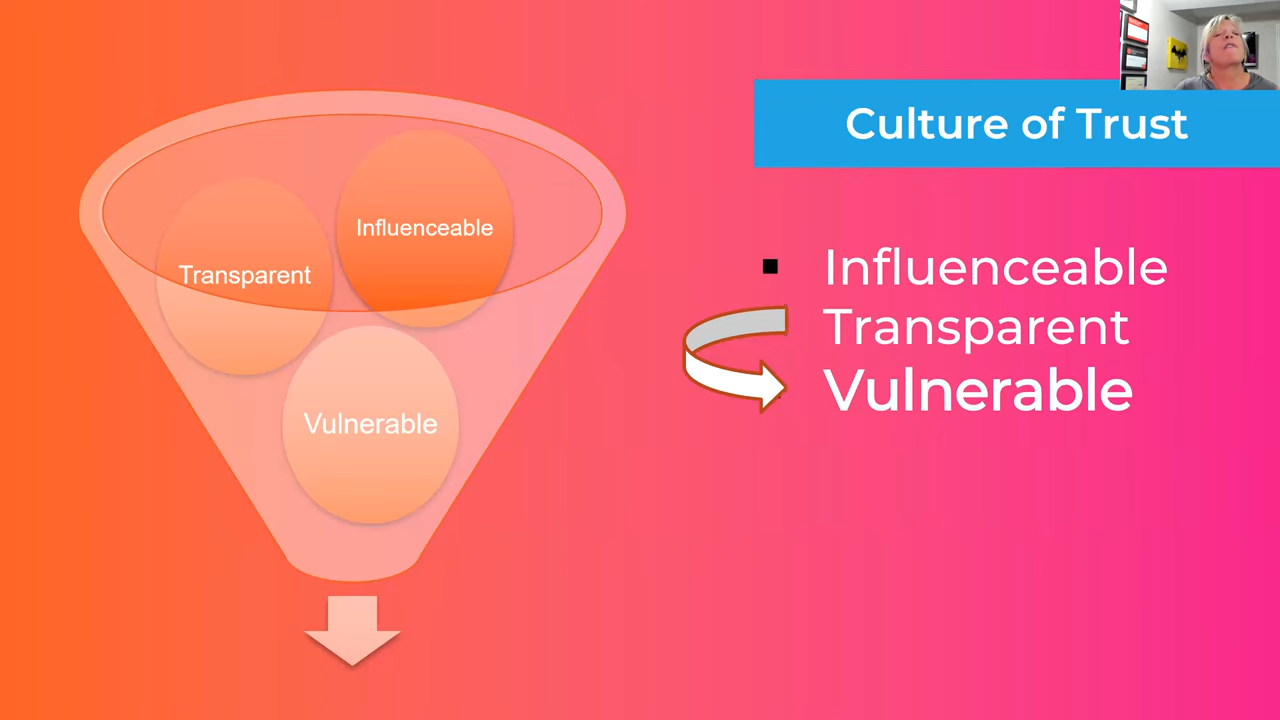 Culture of Trust
Influenceable
Transparent
Vulnerable
Influenceable
Transparent
Vulnerable